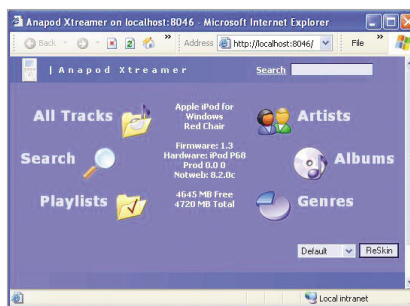 Anapod Xtreamer on localhost:8046 - Microsoft Internet Explorer
Back
Address http://localhost:8046/
File
»
| Anapod Xtreamer
Search
All Tracks
Apple iPod for
Windows
Red Chair
Artists
Search
Firmware: 1.3
Hardware: iPod P68
Prod 0.0 0
Notweb: 8.2.0c
Albums
Playlists
4645 MB Free
4720 MB Total
Genres
Default
ReSkin
Local intranet